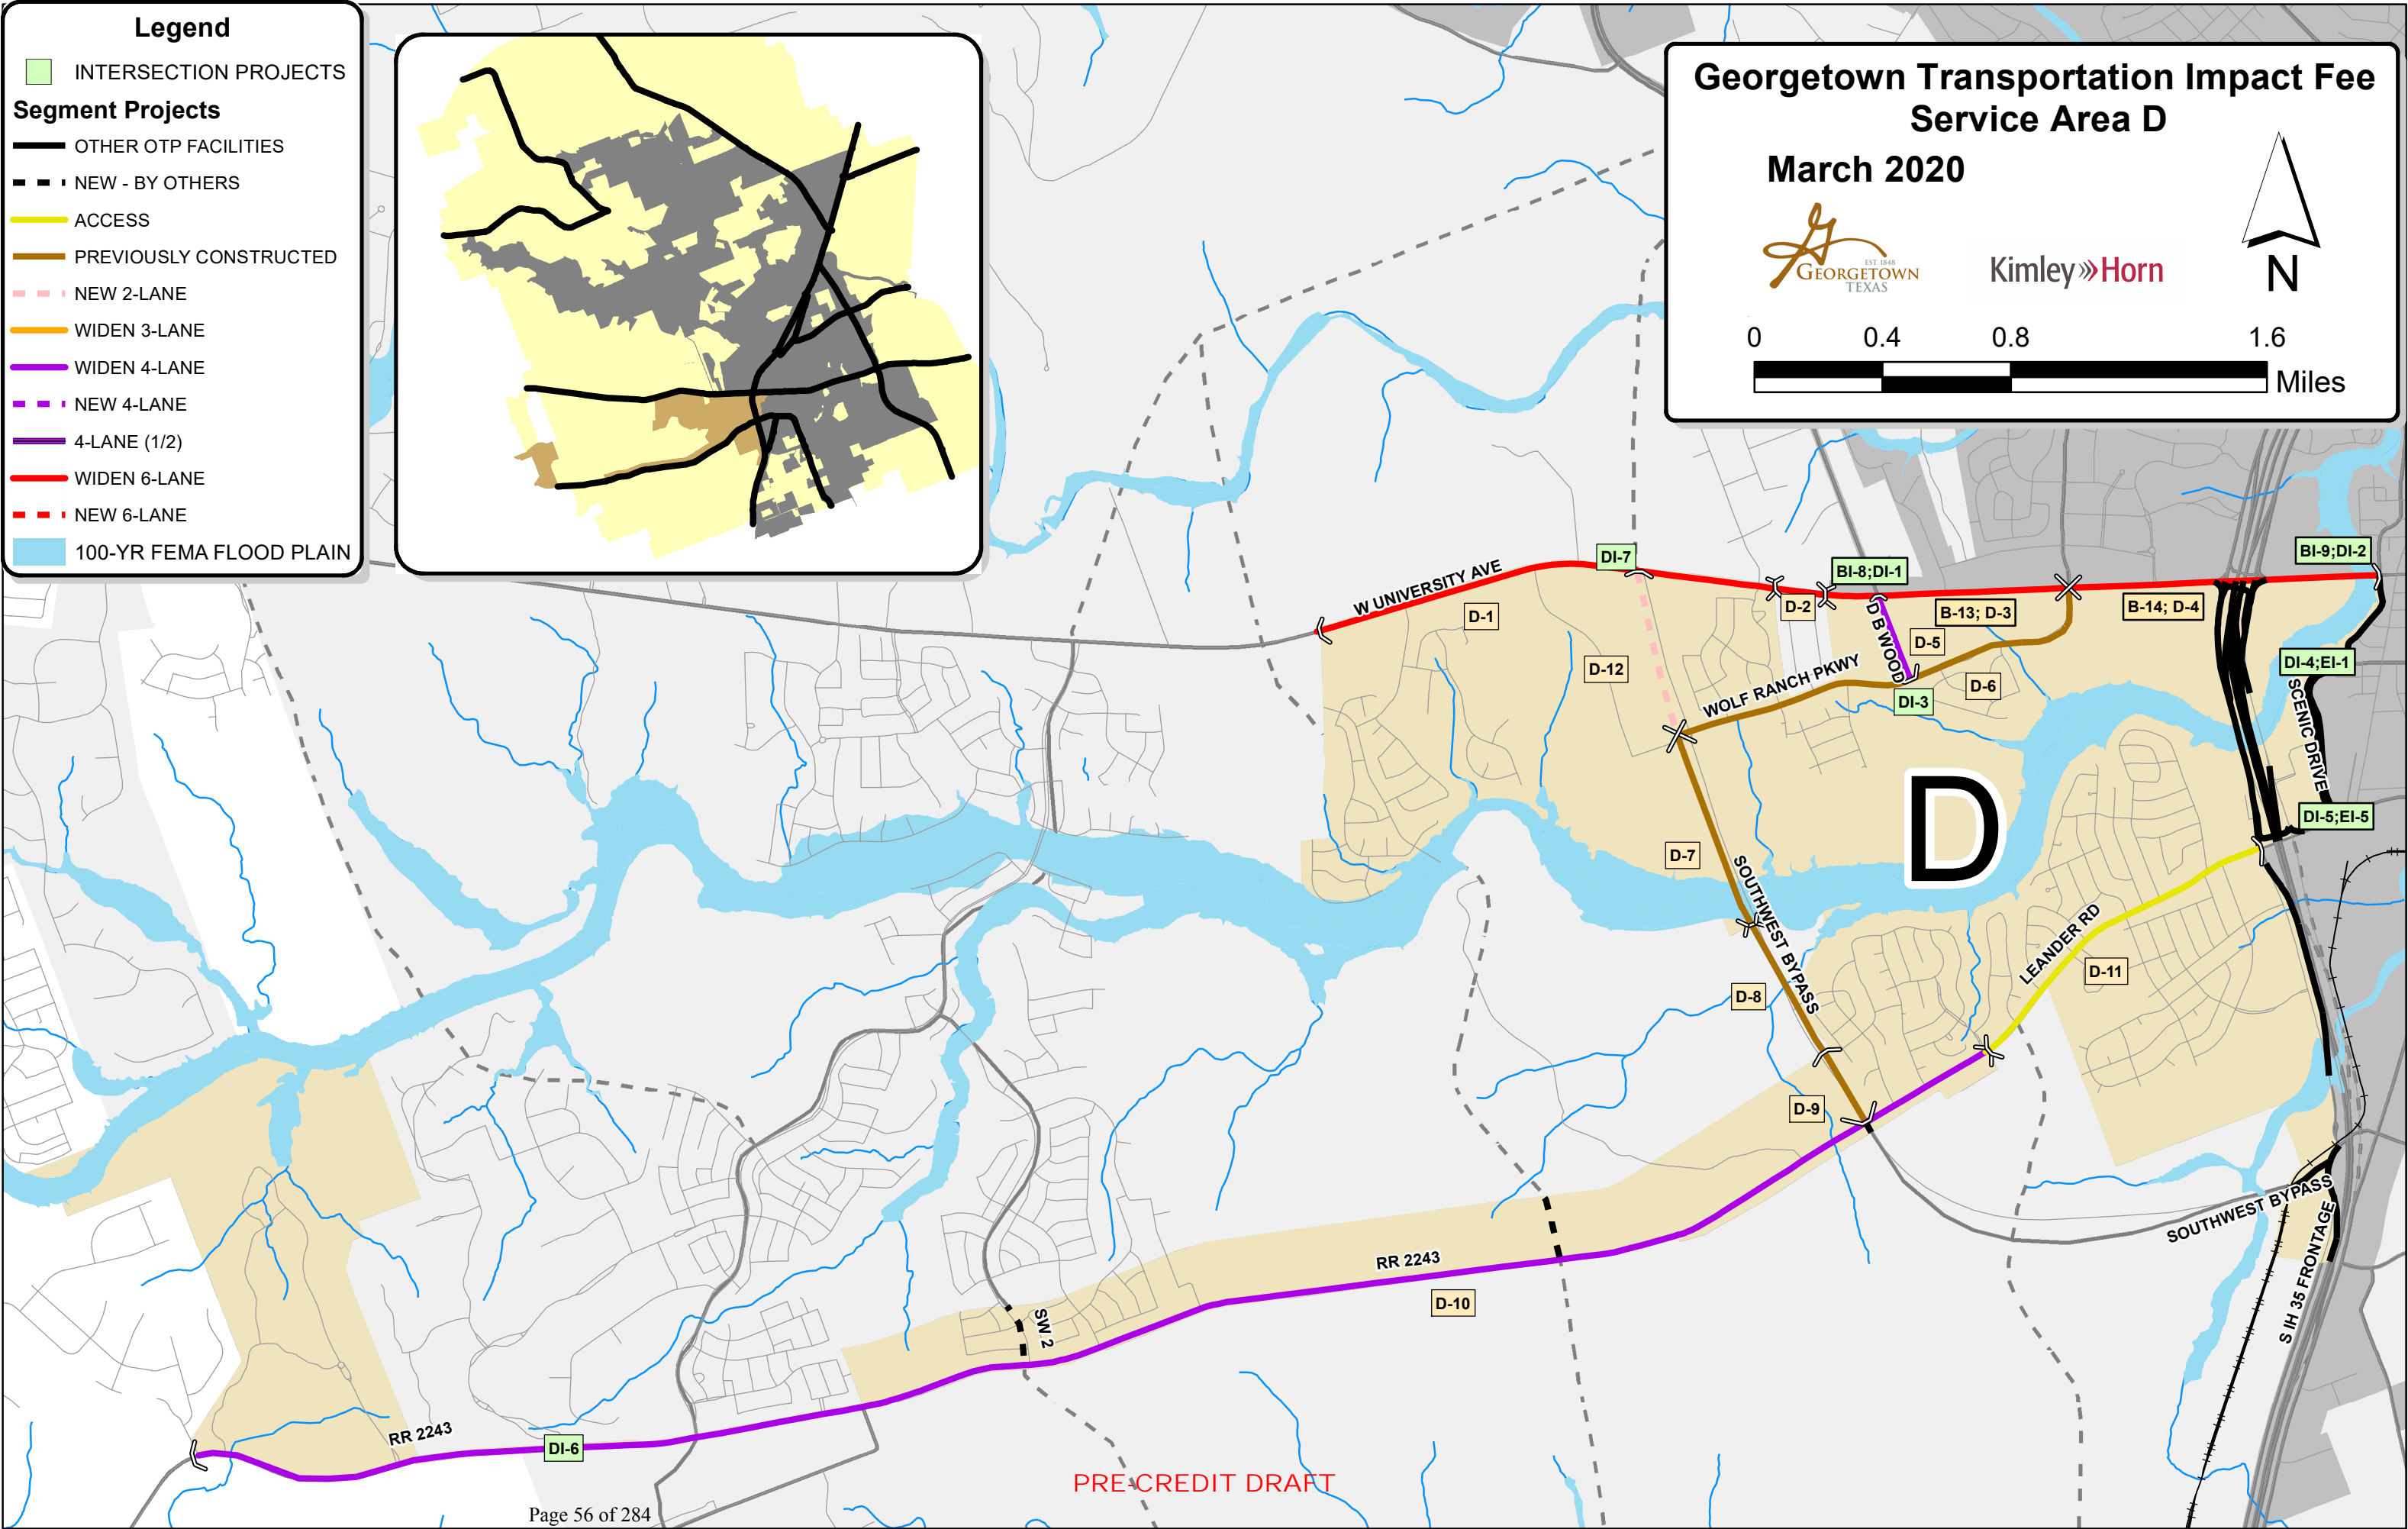 Legend
INTERSECTION PROJECTS
Segment Projects
OTHER OTP FACILITIES
NEW - BY OTHERS
ACCESS
PREVIOUSLY CONSTRUCTED
NEW 2-LANE
WIDEN 3-LANE
WIDEN 4-LANE
NEW 4-LANE
4-LANE (1/2)
WIDEN 6-LANE
NEW 6-LANE
100-YR FEMA FLOOD PLAIN
Georgetown Transportation Impact Fee
Service Area D
March 2020
G
EST. 1848
GEORGETOWN
TEXAS
Kimley»Horn
N
0 0.4 0.8 1.6
Miles
BI-9;DI-2
DI-7
BI-8;DI-1
W UNIVERSITY AVE
D-1
D-2
B-13; D-3
B-14; D-4
D B WOOD
D-5
D-12
DI-4;EI-1
WOLF RANCH PKWY
D-6
DI-3
SCENIC DRIVE
D
DI-5;EI-5
D-7
SOUTHWEST BYPASS
LEANDER RD
D-11
D-8
D-9
SOUTHWEST BYPASS
S IH 35 FRONTAGE
RR 2243
D-10
SW 2
RR 2243
DI-6
PRE-CREDIT DRAFT
Page 56 of 284